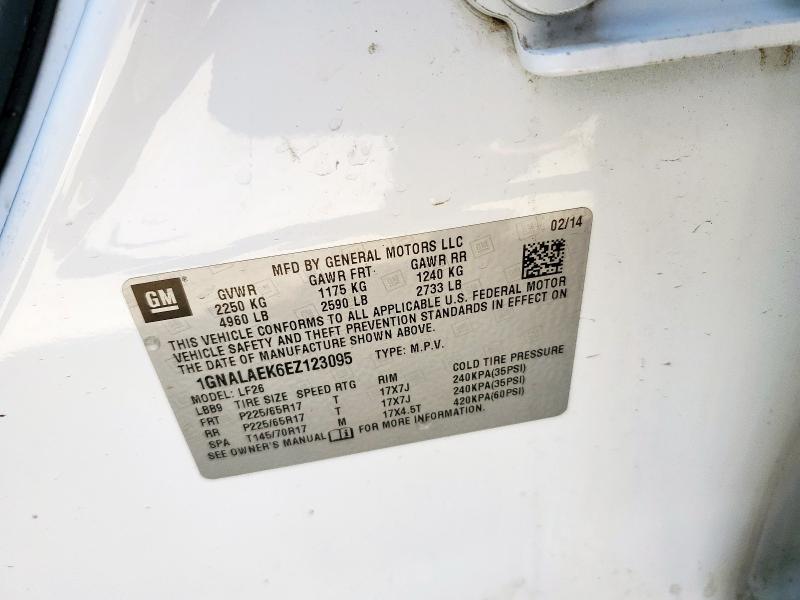 02/14
MFD BY GENERAL MOTORS LLC
GM
GVWR GAWR FRT GAWR RR
2250 KG 1175 KG 1240 KG
4960 LB 2590 LB 2733 LB
THIS VEHICLE CONFORMS TO ALL APPLICABLE U.S. FEDERAL MOTOR
VEHICLE SAFETY AND THEFT PREVENTION STANDARDS IN EFFECT ON
THE DATE OF MANUFACTURE SHOWN ABOVE.
1GNALAEK6EZ123095 TYPE: M.P.V.
MODEL: LF26
LBB9 TIRE SIZE SPEED RTG RIM COLD TIRE PRESSURE
FRT P225/65R17 T 17X7J 240KPA(35PSI)
RR P225/65R17 T 17X7J 240KPA(35PSI)
SPA T145/70R17 M 17X4.5T 420KPA(60PSI)
SEE OWNER'S MANUAL FOR MORE INFORMATION.